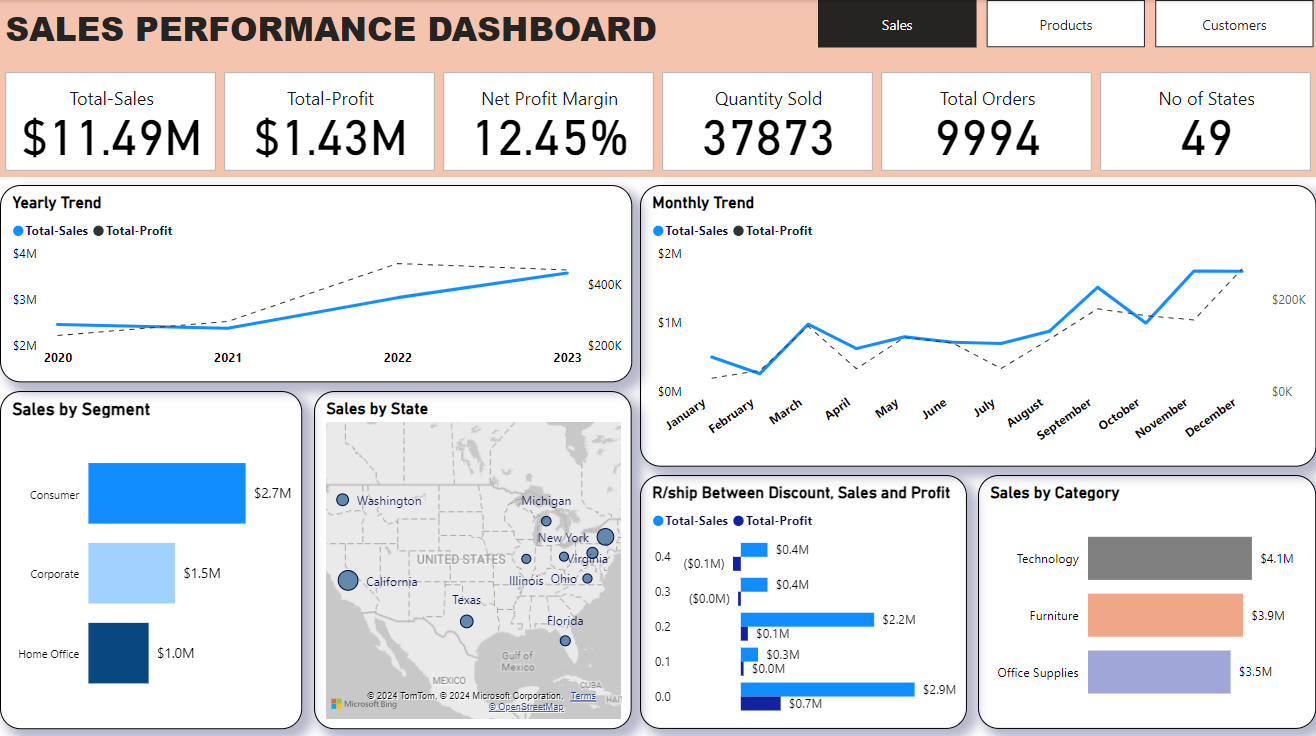 SALES PERFORMANCE DASHBOARD
Sales
Products
Customers
Total-Sales
$11.49M
Total-Profit
$1.43M
Net Profit Margin
12.45%
Quantity Sold
37873
Total Orders
9994
No of States
49
Yearly Trend
Total-Sales Total-Profit
$4M
$3M
$2M
$400K
$200K
2020 2021 2022 2023
Monthly Trend
Total-Sales Total-Profit
$2M
$1M
$0M
$200K
$0K
January February March April May June July August September October November December
Sales by Segment
Consumer $2.7M
Corporate $1.5M
Home Office $1.0M
Sales by State
Washington
Michigan
New York
UNITED STATES
Virginia
California
Illinois
Ohio
Texas
Florida
Gulf of
Mexico
MEXICO
CUBA
HAIT
© 2024 TomTom, © 2024 Microsoft Corporation, Terms
Microsoft Bing
© OpenStreetMap
R/ship Between Discount, Sales and Profit
Total-Sales Total-Profit
0.4 $0.4M
($0.1M)
0.3 $0.4M
($0.0M)
0.2 $2.2M
$0.1M
0.1 $0.3M
$0.0M
0.0 $2.9M
$0.7M
Sales by Category
Technology $4.1M
Furniture $3.9M
Office Supplies $3.5M